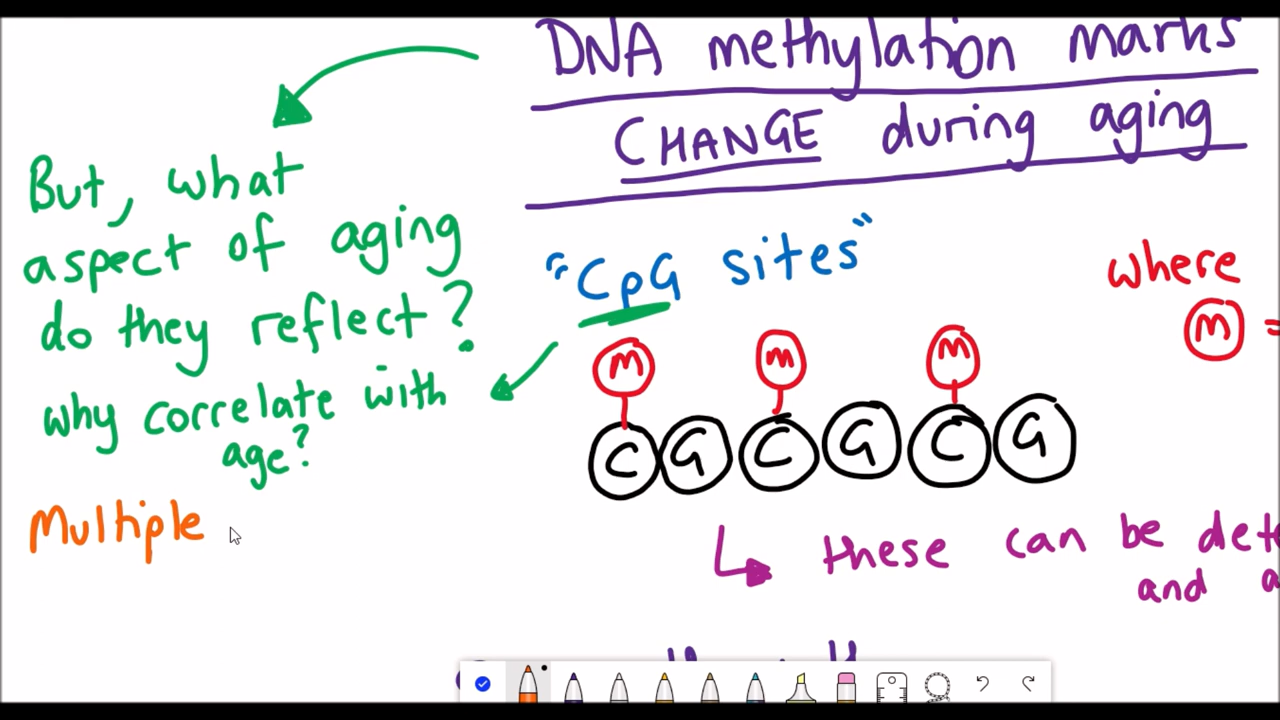 DNA methylation marks
CHANGE during aging
But, what
aspect of aging
do they reflect?
why correlate with
age?
Multiple
"CpG sites"
where
m =
m m m
C G C G C G
these can be dete
and a